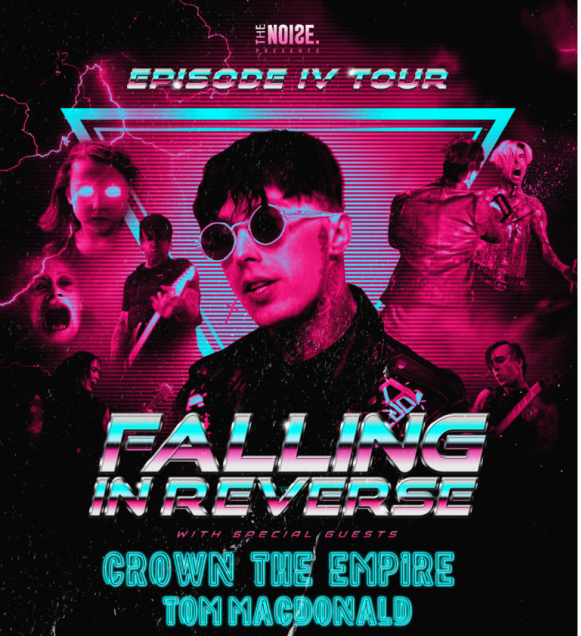 THE NOISE.
PRESENTS
EPISODE IV TOUR
FALLING
IN REVERSE
WITH SPECIAL GUESTS
CROWN THE EMPIRE
TOM MACDONALD